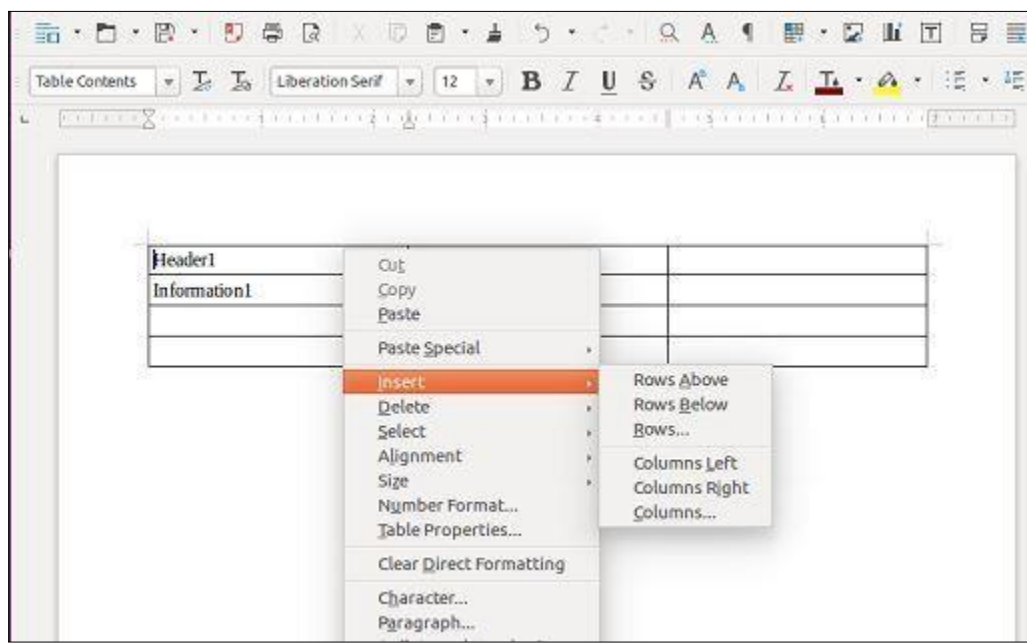 Table Contents Liberation Serif 12 B I U S A A
Header1
Information1
Cut
Copy
Paste
Paste Special
Insert
Delete
Select
Alignment
Size
Number Format...
Table Properties...
Clear Direct Formatting
Character...
Paragraph...
Rows Above
Rows Below
Rows...
Columns Left
Columns Right
Columns...